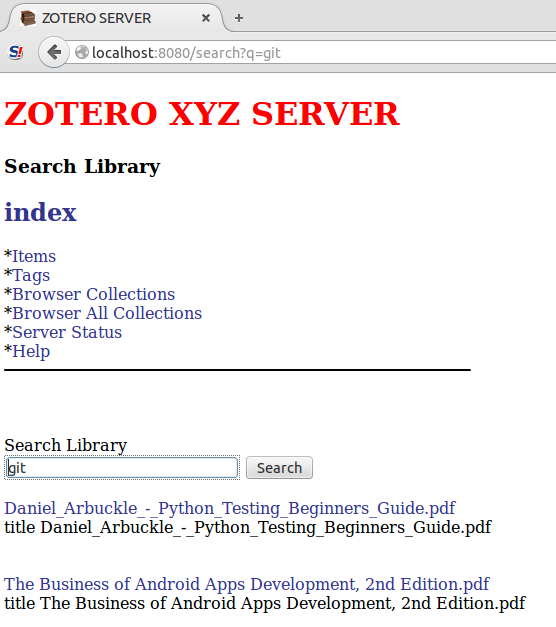 ZOTERO SERVER
S!
localhost:8080/search?q=git
ZOTERO XYZ SERVER
Search Library
index
*Items
*Tags
*Browser Collections
*Browser All Collections
*Server Status
*Help
Search Library
git Search
Daniel_Arbuckle_-_Python_Testing_Beginners_Guide.pdf
title Daniel_Arbuckle_-_Python_Testing_Beginners_Guide.pdf
The Business of Android Apps Development, 2nd Edition.pdf
title The Business of Android Apps Development, 2nd Edition.pdf